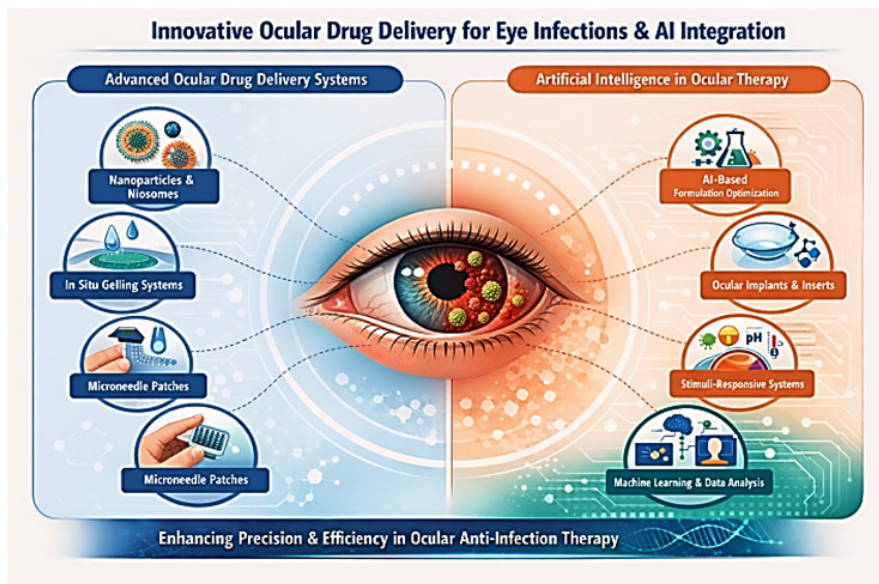 Innovative Ocular Drug Delivery for Eye Infections & AI Integration
Advanced Ocular Drug Delivery Systems
Nanoparticles &
Niosomes
In Situ Gelling Systems
Microneedle Patches
Microneedle Patches
Artificial Intelligence in Ocular Therapy
AI-Based
Formulation Optimization
Ocular Implants & Inserts
pH
Stimuli-Responsive Systems
Machine Learning & Data Analysis
Enhancing Precision & Efficiency in Ocular Anti-Infection Therapy